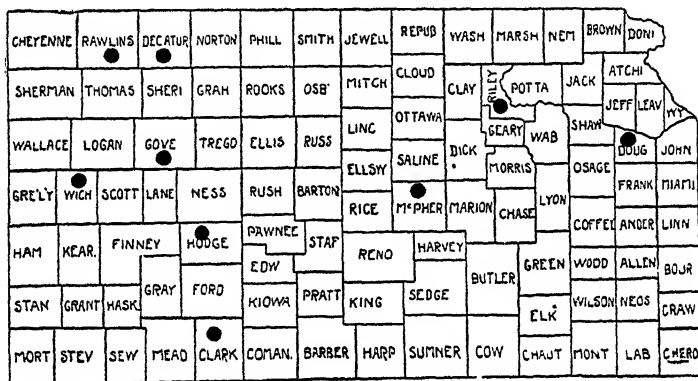 CHEYENNE RAWLINS DECATUR NORTON PHILL SMITH JEWELL REPUB WASH MARSH NEM BROWN DONI
SHERMAN THOMAS SHERI GRAH ROOKS OSB' MITCH CLOUD CLAY RILEY POTTA JACK ATCHI
JEFF LEAV WY
WALLACE LOGAN GOVE TREGO ELLIS RUSS LINC OTTAWA GEARY WAB SHAW DOUG JOHN
GRE'LY WICH SCOTT LANE NESS RUSH BARTON ELLSW SALINE DICK. MORRIS OSAGE FRANK MIAMI
RICE McPHER MARION CHASE LYON COFFEE ANDER LINN
HAM KEAR. FINNEY HODGE PAWNEE STAF RENO HARVEY
EDW BUTLER GREEN WOOD ALLEN BOUR
STAN GRANT HASK. GRAY FORD KIOWA PRATT KING SEDGE ELK WILSON NEOS CRAW
MORT STEV SEW MEAD CLARK COMAN. BARBER HARP SUMNER COW CHAUT MONT LAB CHERO